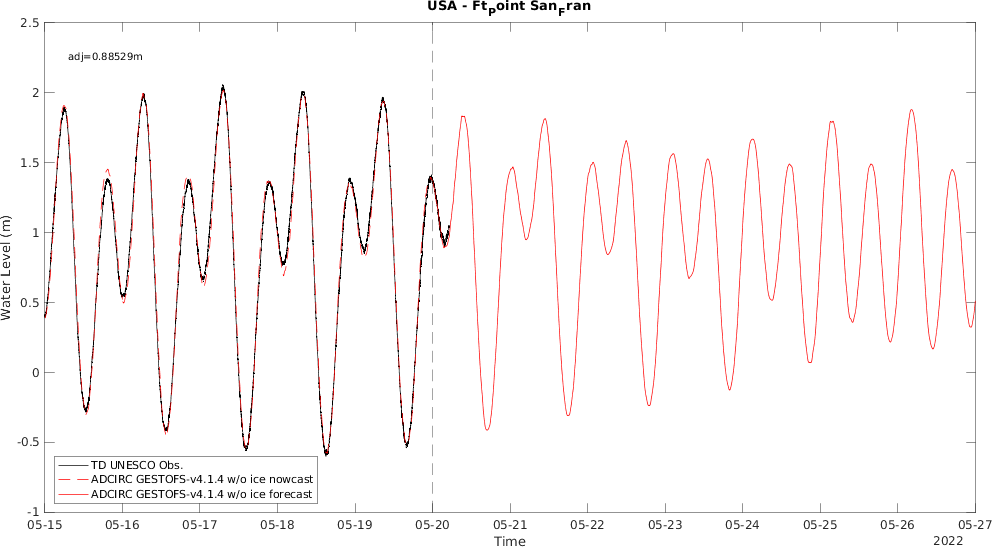 USA - Ft_Point San_Fran
adj=0.88529m
2.5
2
1.5
1
0.5
0
-0.5
-1
Water Level (m)
TD UNESCO Obs.
ADCIRC GESTOFS-v4.1.4 w/o ice nowcast
ADCIRC GESTOFS-v4.1.4 w/o ice forecast
05-15 05-16 05-17 05-18 05-19 05-20 05-21 05-22 05-23 05-24 05-25 05-26 05-27
Time
2022